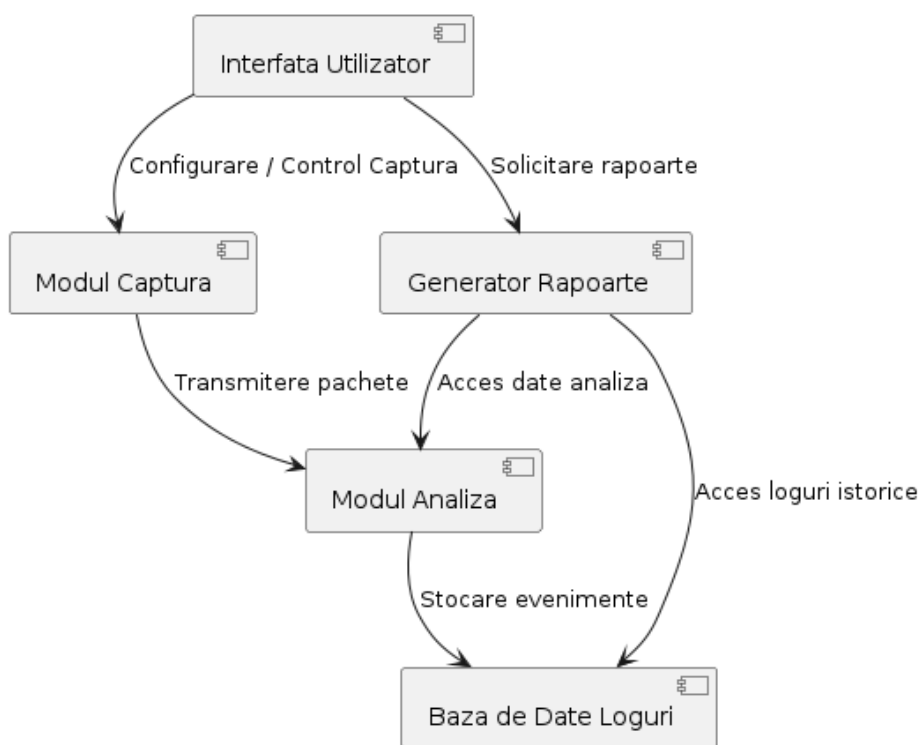 Interfata Utilizator
Configurare / Control Captura
Solicitare rapoarte
Modul Captura
Generator Rapoarte
Transmitere pachete
Acces date analiza
Acces loguri istorice
Modul Analiza
Stocare evenimente
Baza de Date Loguri